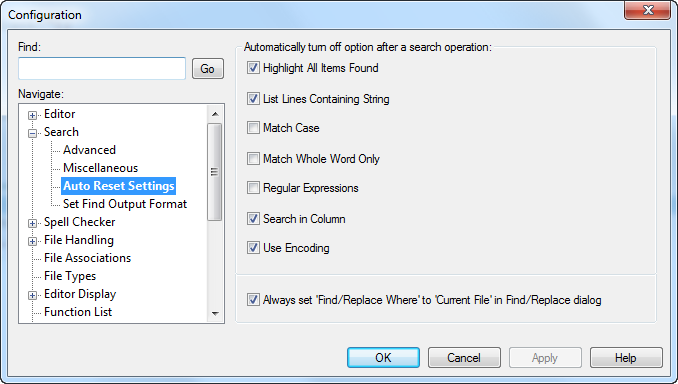 Configuration
Find:
Go
Navigate:
Editor
Search
Advanced
Miscellaneous
Auto Reset Settings
Set Find Output Format
Spell Checker
File Handling
File Associations
File Types
Editor Display
Function List
Automatically turn off option after a search operation:
Highlight All Items Found
List Lines Containing String
Match Case
Match Whole Word Only
Regular Expressions
Search in Column
Use Encoding
Always set 'Find/Replace Where' to 'Current File' in Find/Replace dialog
OK Cancel Apply Help